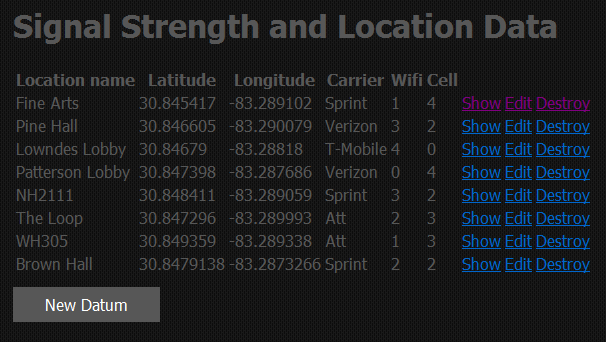 Signal Strength and Location Data
Location name Latitude Longitude Carrier Wifi Cell
Fine Arts 30.845417 -83.289102 Sprint 1 4 Show Edit Destroy
Pine Hall 30.846605 -83.290079 Verizon 3 2 Show Edit Destroy
Lowndes Lobby 30.84679 -83.28818 T-Mobile 4 0 Show Edit Destroy
Patterson Lobby 30.847398 -83.287686 Verizon 0 4 Show Edit Destroy
NH2111 30.848411 -83.289059 Sprint 3 2 Show Edit Destroy
The Loop 30.847296 -83.289993 Att 2 3 Show Edit Destroy
WH305 30.849359 -83.289338 Att 1 3 Show Edit Destroy
Brown Hall 30.8479138 -83.2873266 Sprint 2 2 Show Edit Destroy
New Datum